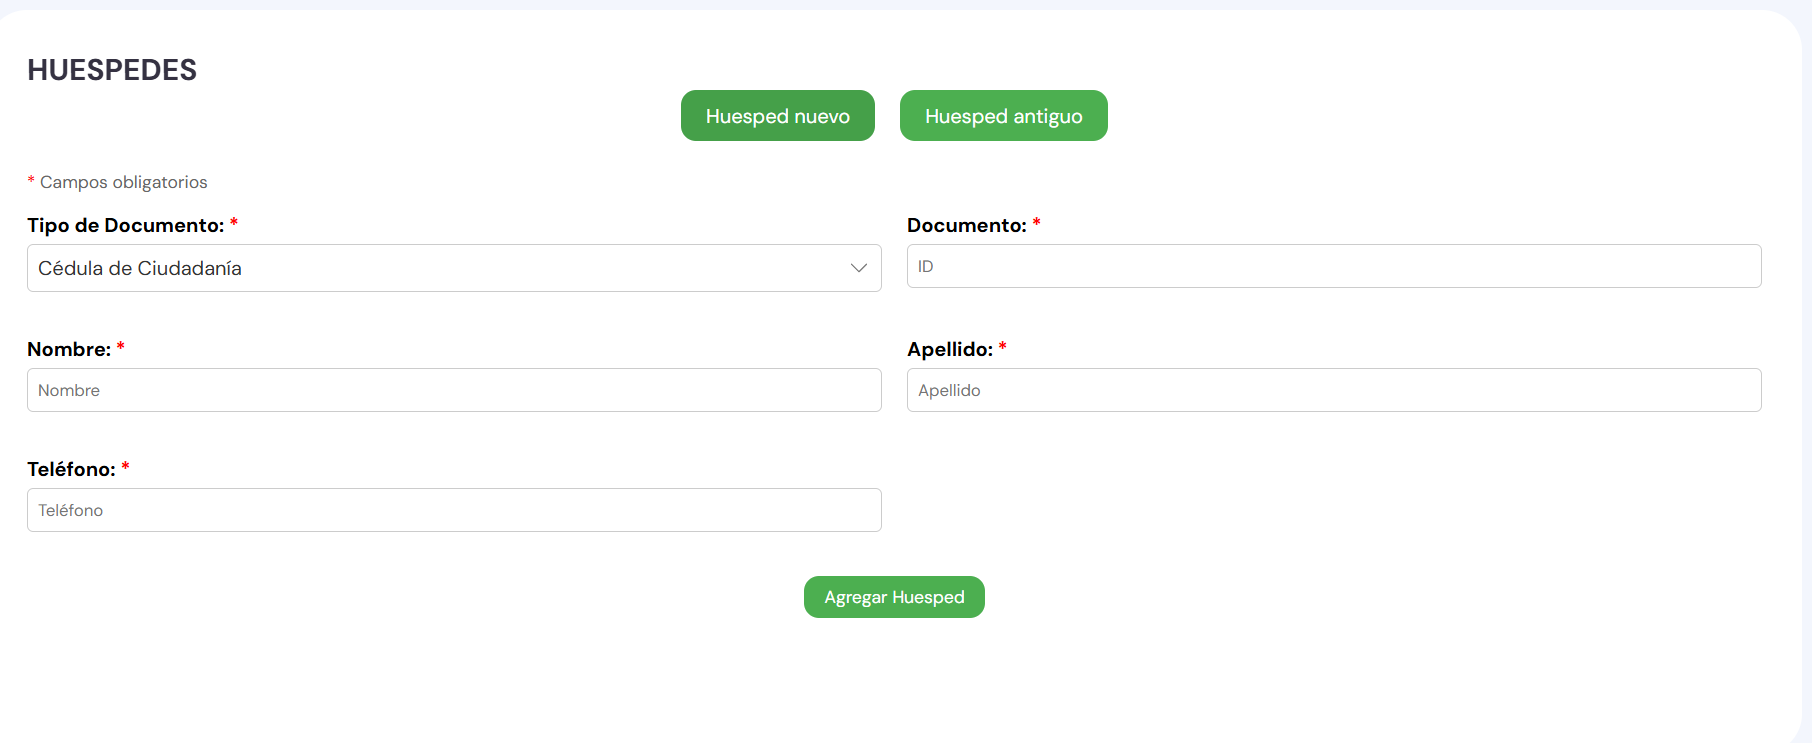 HUESPEDES
Huesped nuevo Huesped antiguo
* Campos obligatorios
Tipo de Documento: * Documento: *
Cédula de Ciudadanía ID
Nombre: * Apellido: *
Nombre Apellido
Teléfono: *
Teléfono
Agregar Huesped